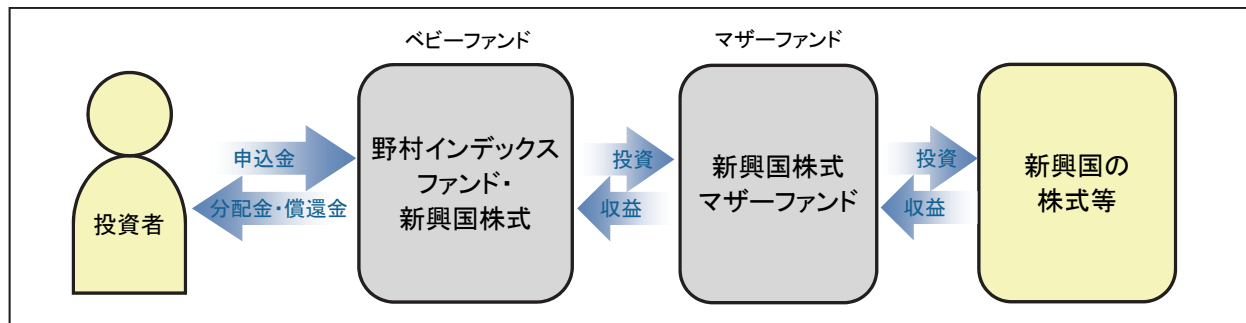 ベビーファンド
マザーファンド
投資者
申込金
分配金・償還金
野村インデックス
ファンド・
新興国株式
投資
収益
新興国株式
マザーファンド
投資
収益
新興国の
株式等